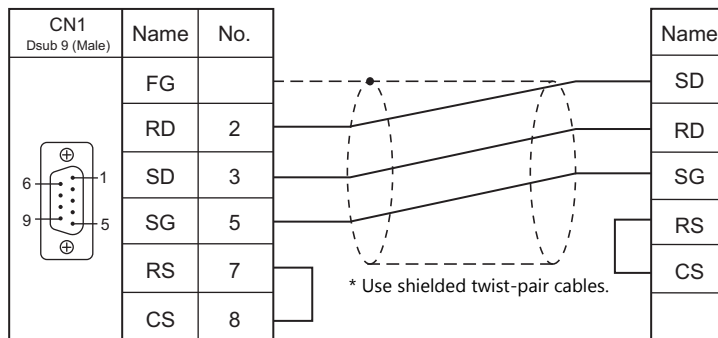 CN1
Dsub 9 (Male)
Name No.
Name
FG
SD
RD 2
RD
SD 3
SG
SG 5
RS
RS 7
CS
CS 8
6
1
9
5
* Use shielded twist-pair cables.